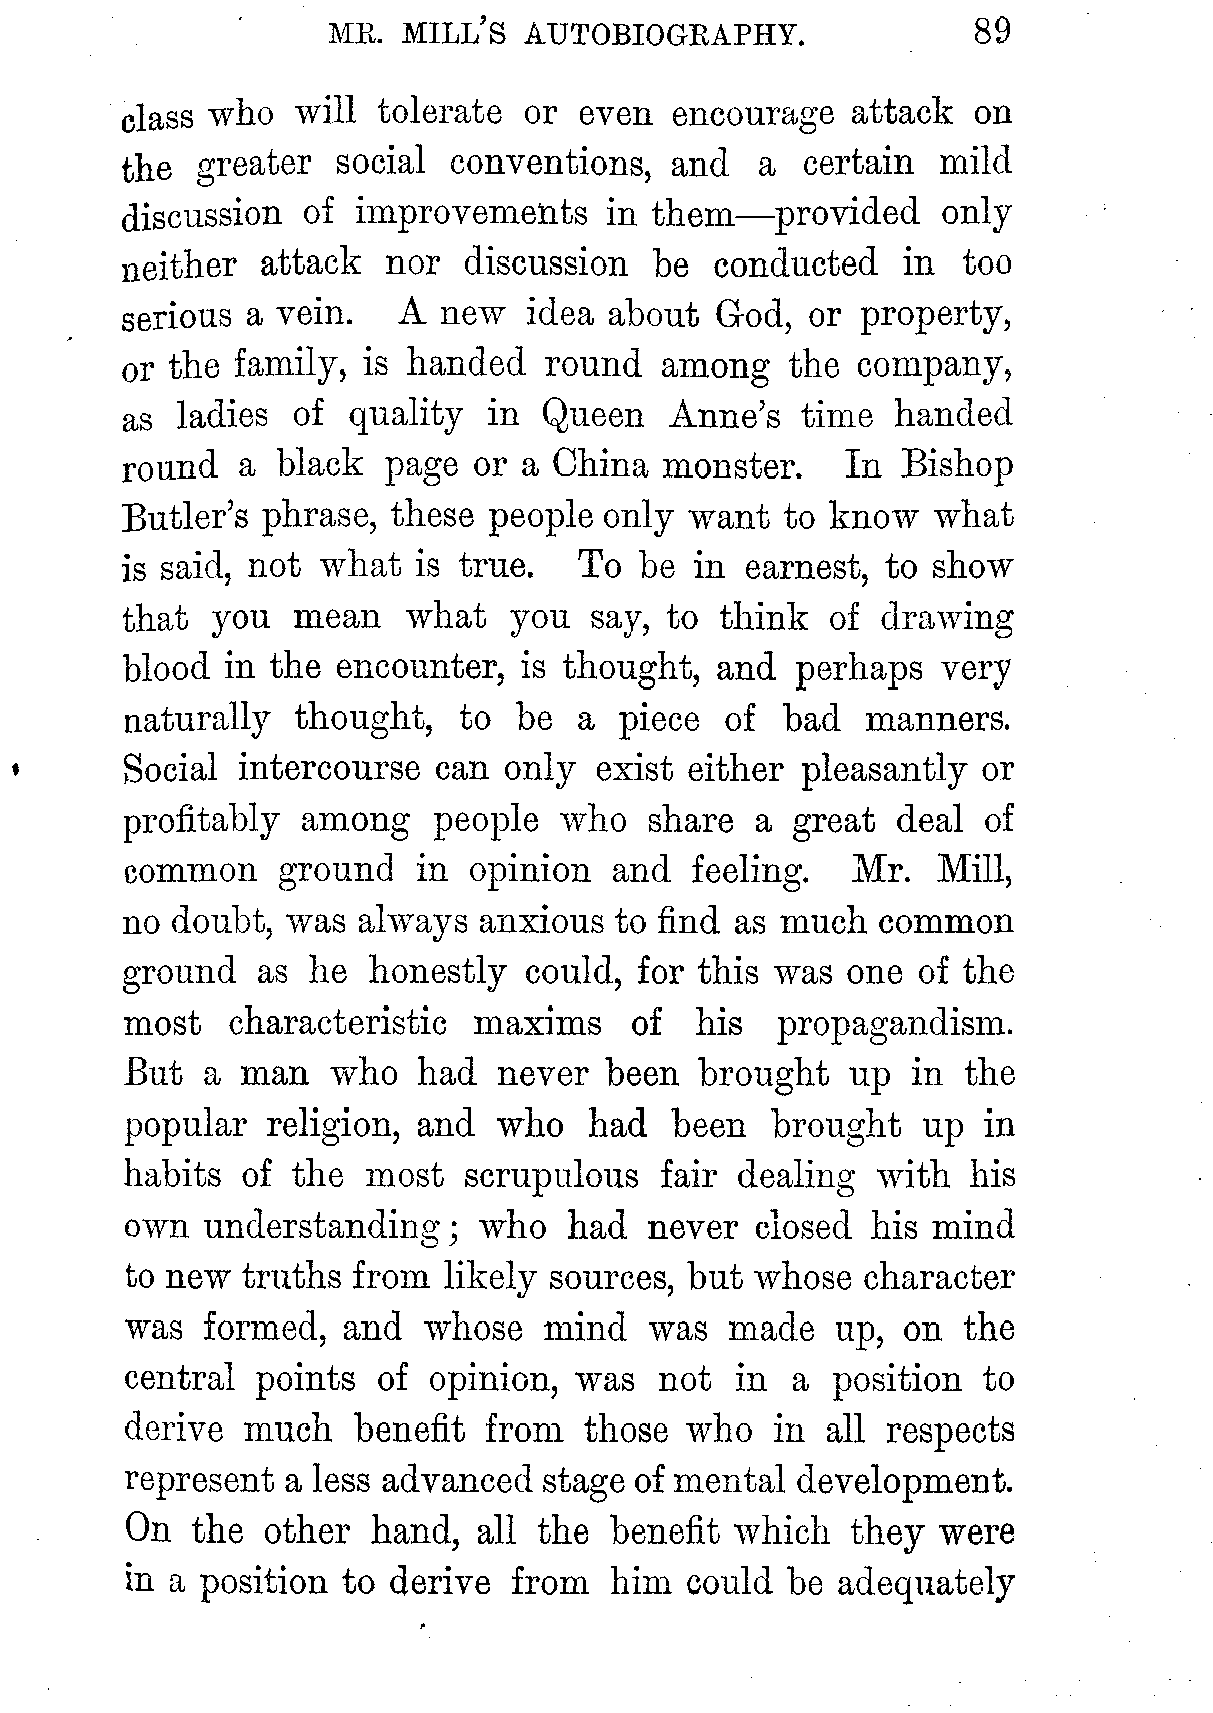 MR. MILL'S AUTOBIOGRAPHY. 89
class who will tolerate or even encourage attack on
the greater social conventions, and a certain mild
discussion of improvements in them—provided only
neither attack nor discussion be conducted in too
serious a vein. A new idea about God, or property,
or the family, is handed round among the company,
as ladies of quality in Queen Anne's time handed
round a black page or a China monster. In Bishop
Butler's phrase, these people only want to know what
is said, not what is true. To be in earnest, to show
that you mean what you say, to think of drawing
blood in the encounter, is thought, and perhaps very
naturally thought, to be a piece of bad manners.
Social intercourse can only exist either pleasantly or
profitably among people who share a great deal of
common ground in opinion and feeling. Mr. Mill,
no doubt, was always anxious to find as much common
ground as he honestly could, for this was one of the
most characteristic maxims of his propagandism.
But a man who had never been brought up in the
popular religion, and who had been brought up in
habits of the most scrupulous fair dealing with his
own understanding; who had never closed his mind
to new truths from likely sources, but whose character
was formed, and whose mind was made up, on the
central points of opinion, was not in a position to
derive much benefit from those who in all respects
represent a less advanced stage of mental development.
On the other hand, all the benefit which they were
in a position to derive from him could be adequately